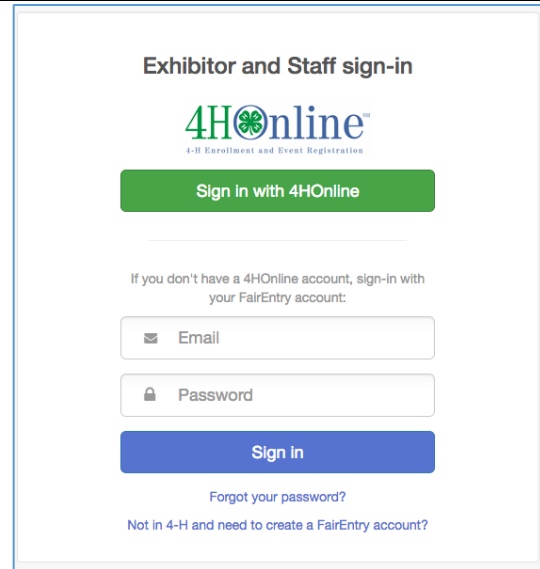 Exhibitor and Staff sign-in
4HOnline™
4-H Enrollment and Event Registration
Sign in with 4HOnline
If you don't have a 4HOnline account, sign-in with
your FairEntry account:
Email
Password
Sign in
Forgot your password?
Not in 4-H and need to create a FairEntry account?